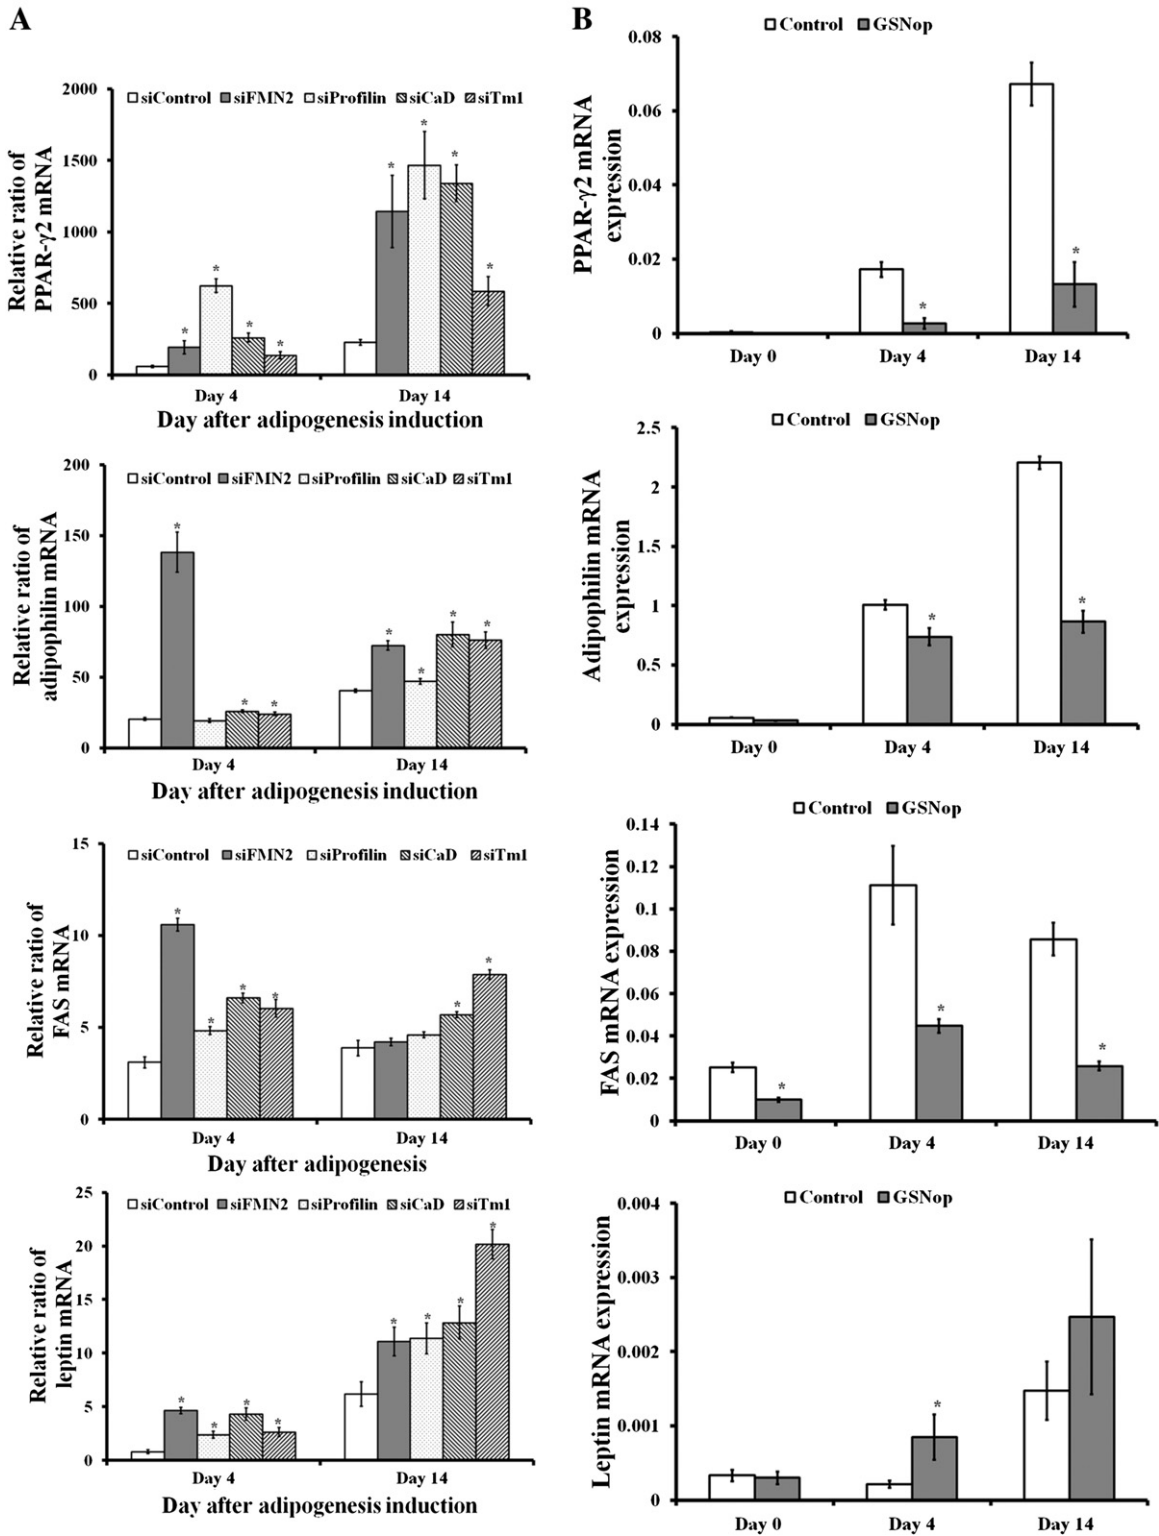 A
siControl siFMN2 siProfilin siCaD siTm1
Relative ratio of
PPAR-γ2 mRNA
2000
1500
1000
500
0
* * * * * * * *
Day 4 Day 14
Day after adipogenesis induction
siControl siFMN2 siProfilin siCaD siTm1
Relative ratio of
adipophilin mRNA
200
150
100
50
0
* * * * * * *
Day 4 Day 14
Day after adipogenesis induction
siControl siFMN2 siProfilin siCaD siTm1
Relative ratio of
FAS mRNA
15
10
5
0
* * * * * *
Day 4 Day 14
Day after adipogenesis
siControl siFMN2 siProfilin siCaD siTm1
Relative ratio of
leptin mRNA
25
20
15
10
5
0
* * * * * * * *
Day 4 Day 14
Day after adipogenesis induction
B
Control GSNop
PPAR-γ2 mRNA
expression
0.08
0.06
0.04
0.02
0
* *
Day 0 Day 4 Day 14
Control GSNop
Adipophilin mRNA
expression
2.5
2
1.5
1
0.5
0
* *
Day 0 Day 4 Day 14
Control GSNop
FAS mRNA expression
0.14
0.12
0.1
0.08
0.06
0.04
0.02
0
* * *
Day 0 Day 4 Day 14
Control GSNop
Leptin mRNA expression
0.004
0.003
0.002
0.001
0
*
Day 0 Day 4 Day 14